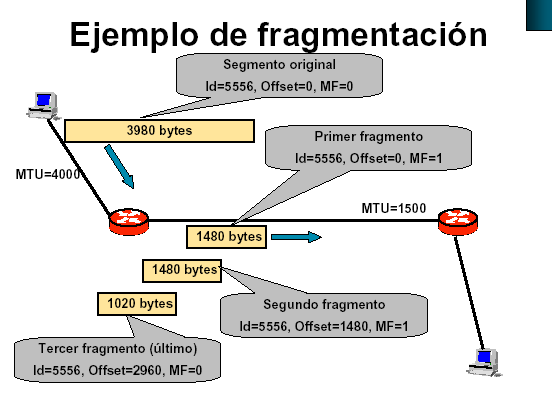 Ejemplo de fragmentación
Segmento original
Id=5556, Offset=0, MF=0
3980 bytes
Primer fragmento
Id=5556, Offset=0, MF=1
MTU=4000
MTU=1500
1480 bytes
1480 bytes
Segundo fragmento
Id=5556, Offset=1480, MF=1
1020 bytes
Tercer fragmento (último)
Id=5556, Offset=2960, MF=0